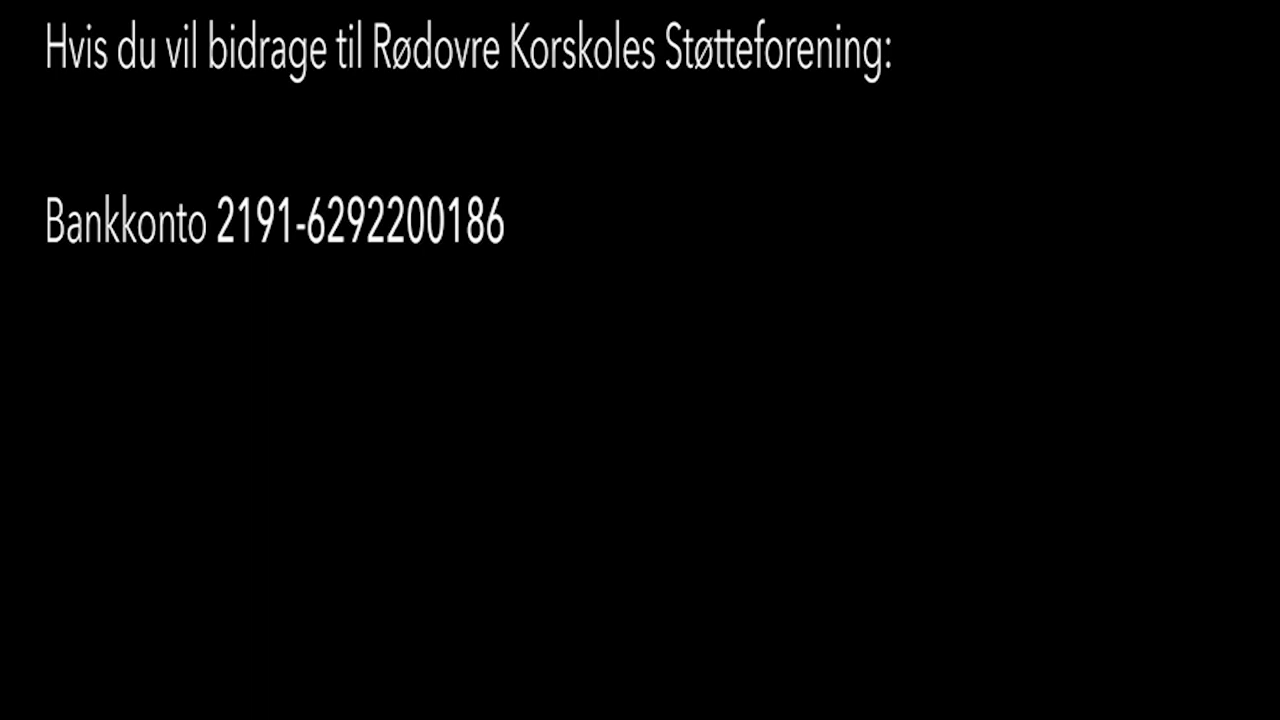 Hvis du vil bidrage til Rødovre Korskoles Støtteforening:
Bankkonto 2191-6292200186